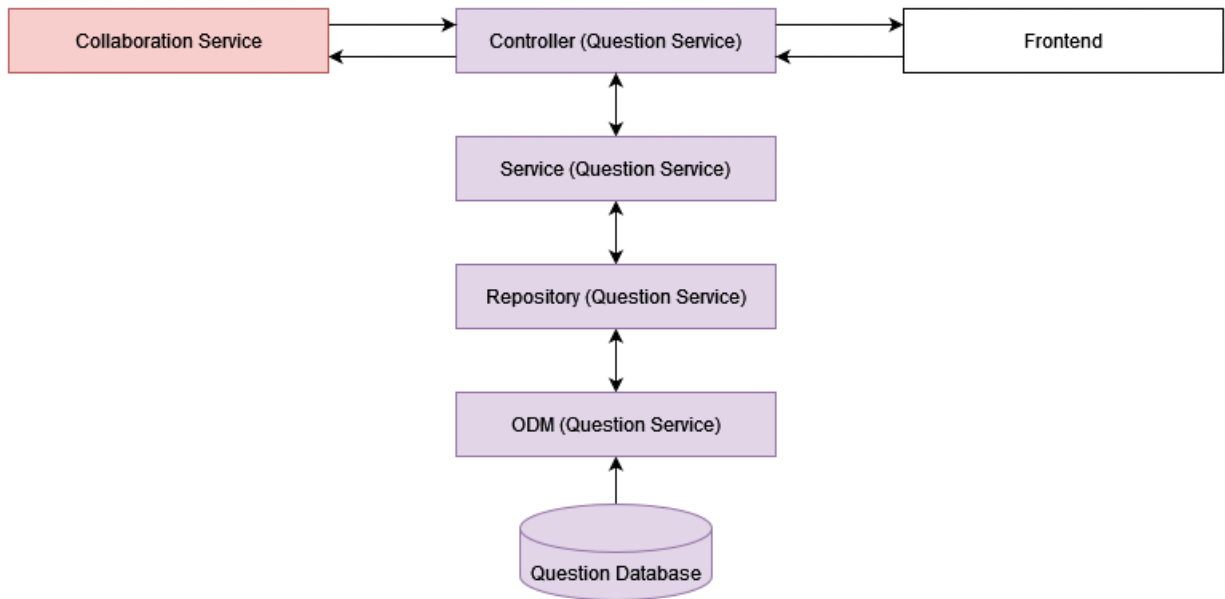 Collaboration Service
Controller (Question Service)
Frontend
Service (Question Service)
Repository (Question Service)
ODM (Question Service)
Question Database